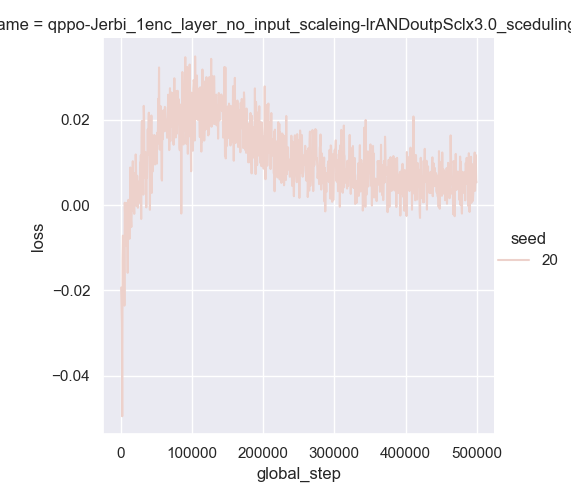 ame = qppo-Jerbi_1enc_layer_no_input_scaleing-lrANDoutpSclx3.0_sceduling
0.02
0.00
−0.02
−0.04
loss
0
100000
200000
300000
400000
500000
global_step
seed
20